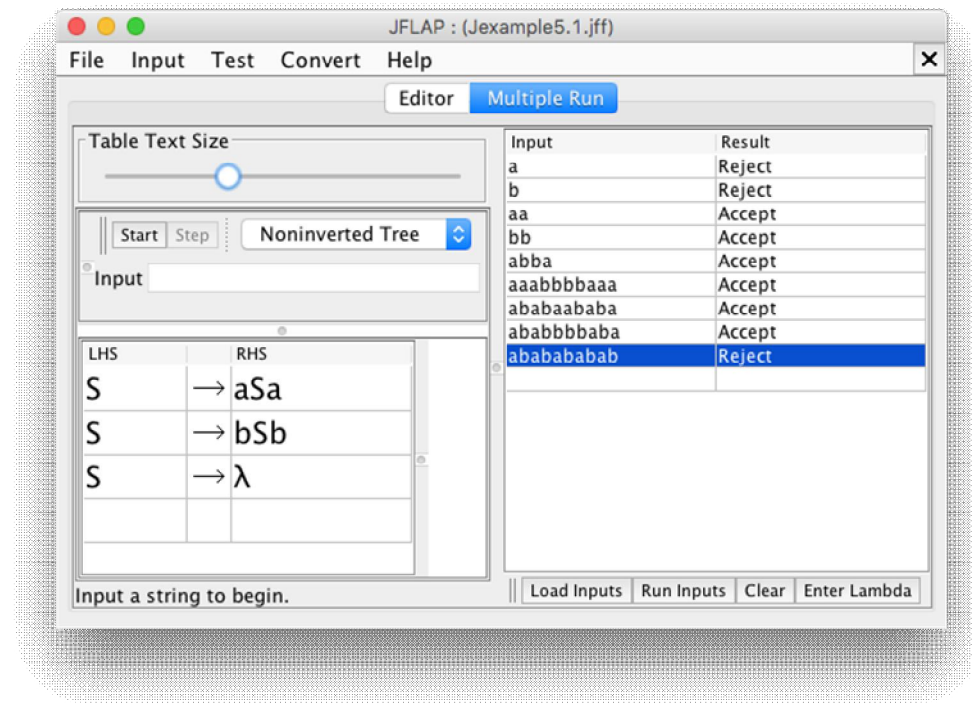 JFLAP : (Jexample5.1.jff)
File Input Test Convert Help
Editor Multiple Run
Table Text Size
Start Step Noninverted Tree
Input
LHS RHS
S → aSa
S → bSb
S → λ
Input a string to begin.
Input Result
a Reject
b Reject
aa Accept
bb Accept
abba Accept
aaabbbbaaa Accept
ababaababa Accept
ababbbbaba Accept
ababababab Reject
Load Inputs Run Inputs Clear Enter Lambda